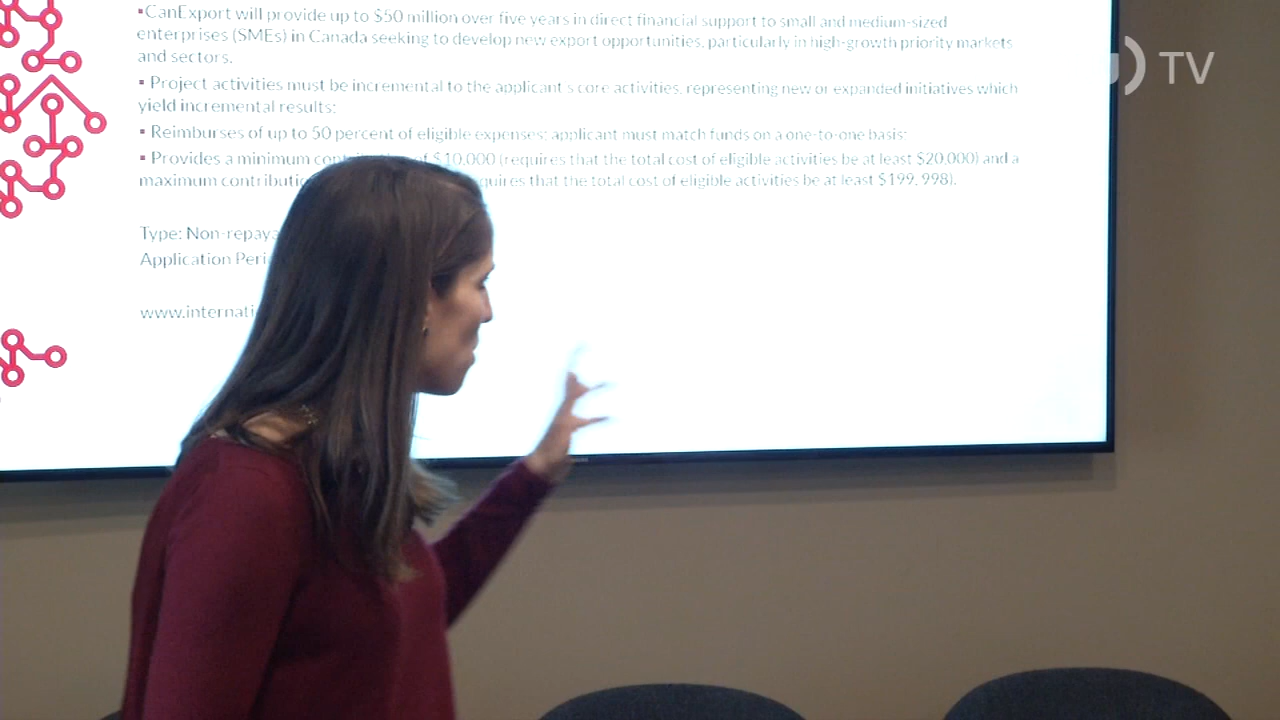 ▪CanExport will provide up to $50 million over five years in direct financial support to small and medium-sized
enterprises (SMEs) in Canada seeking to develop new export opportunities, particularly in high-growth priority markets
and sectors.
▪ Project activities must be incremental to the applicant's core activities, representing new or expanded initiatives which
yield incremental results;
▪ Reimburses of up to 50 percent of eligible expenses; applicant must match funds on a one-to-one basis;
▪ Provides a minimum of $10,000 (requires that the total cost of eligible activities be at least $20,000) and a
maximum that the total cost of eligible activities be at least $199, 998).
Type:
Application
TV